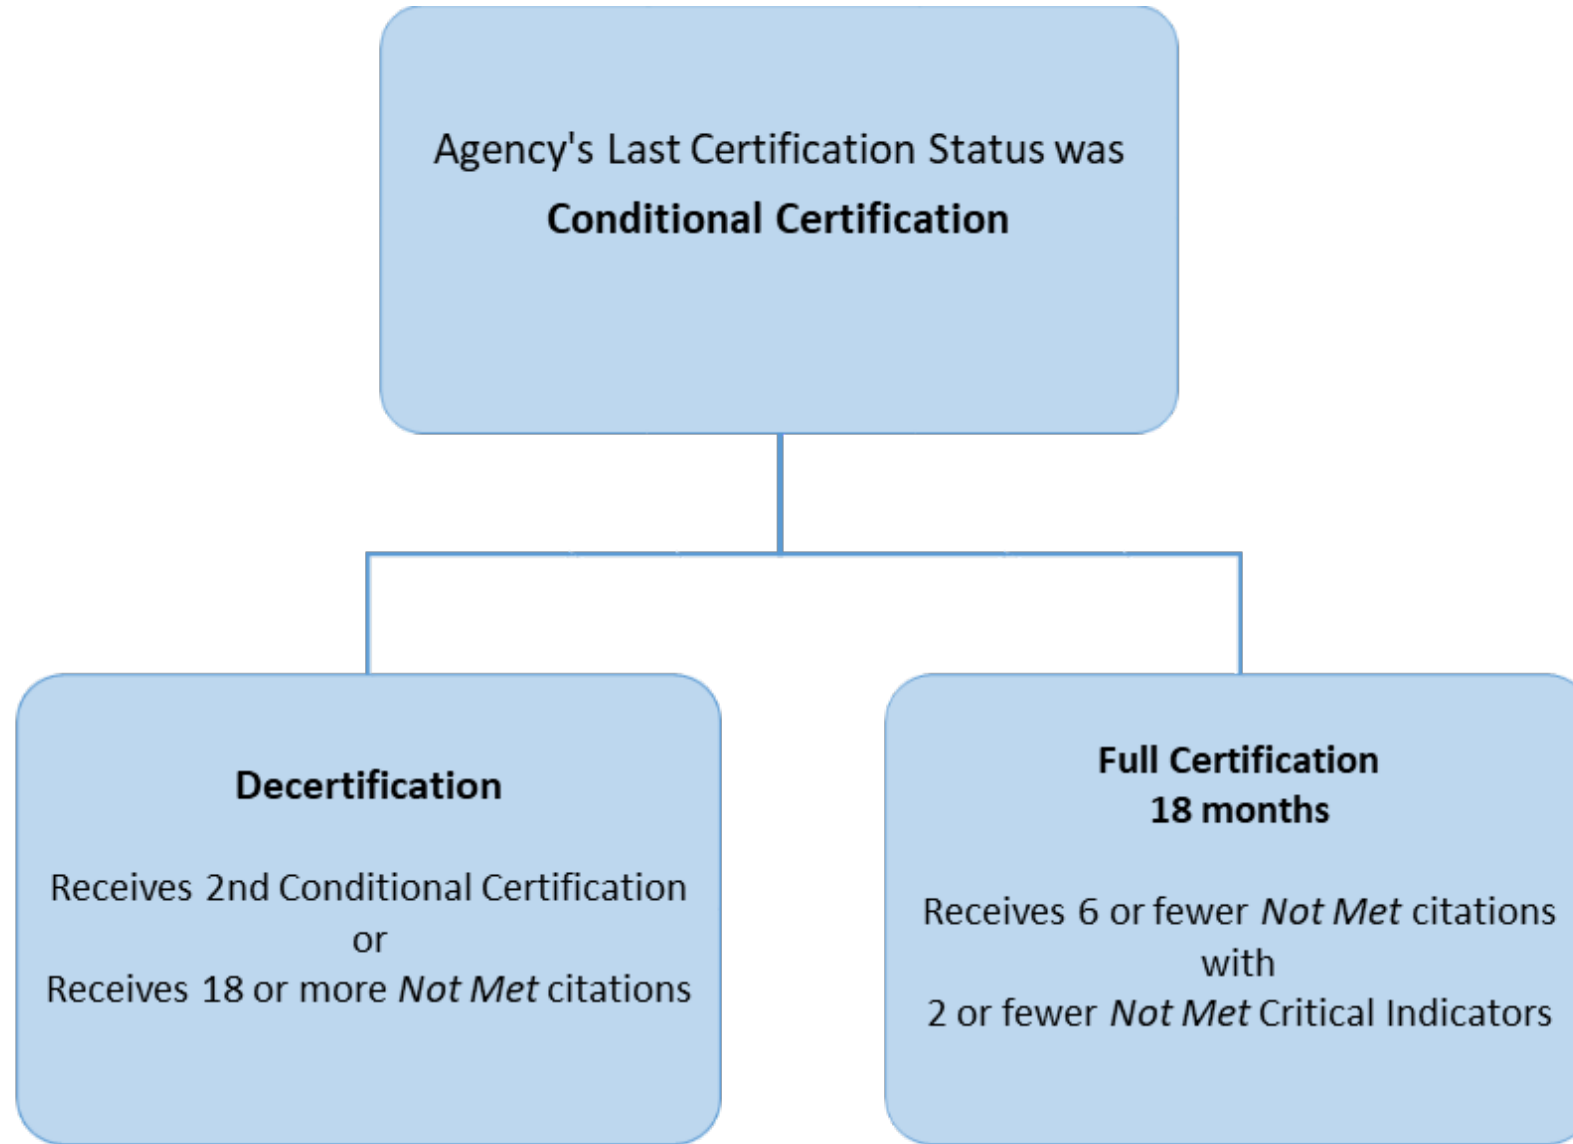 Agency's Last Certification Status was
Conditional Certification
Decertification
Receives 2nd Conditional Certification
or
Receives 18 or more Not Met citations
Full Certification
18 months
Receives 6 or fewer Not Met citations
with
2 or fewer Not Met Critical Indicators